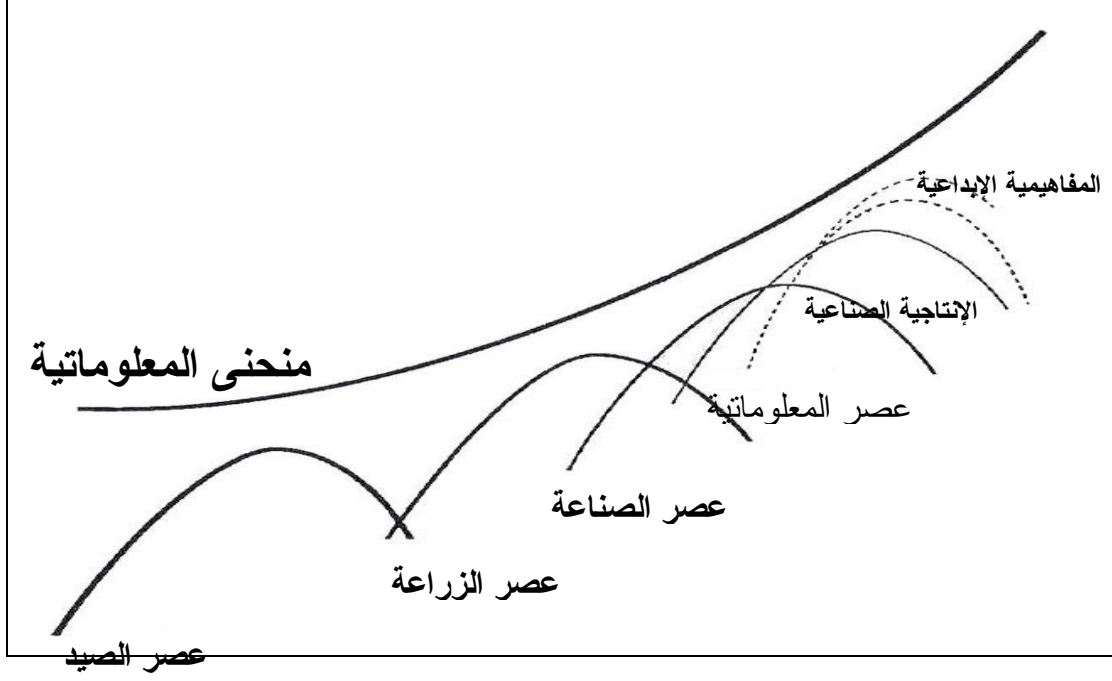 المفاهيمية الإبداعية
الإنتاجية الصناعية
منحنى المعلوماتية
عصر المعلوماتية
عصر الصناعة
عصر الزراعة
عصر الصيد